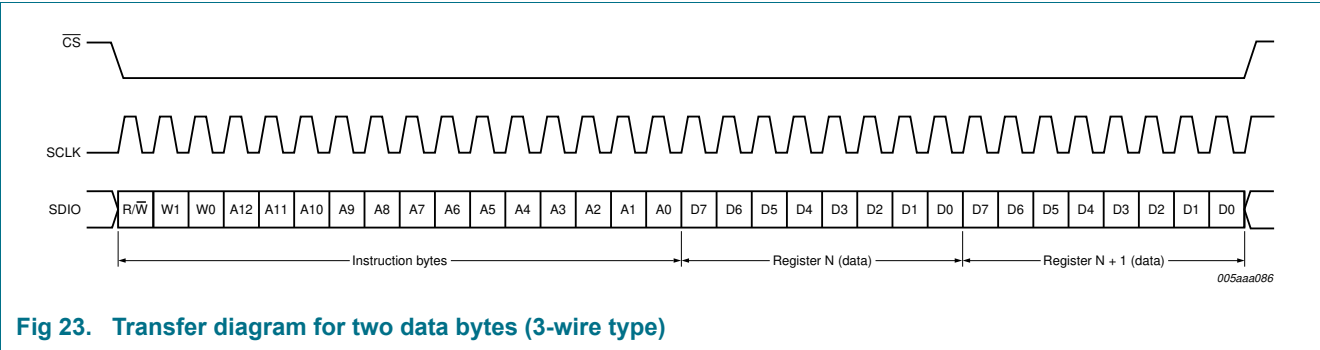 CS
SCLK
SDIO R/W W1 W0 A12 A11 A10 A9 A8 A7 A6 A5 A4 A3 A2 A1 A0 D7 D6 D5 D4 D3 D2 D1 D0 D7 D6 D5 D4 D3 D2 D1 D0
Instruction bytes Register N (data) Register N + 1 (data)
005aaa086
Fig 23. Transfer diagram for two data bytes (3-wire type)